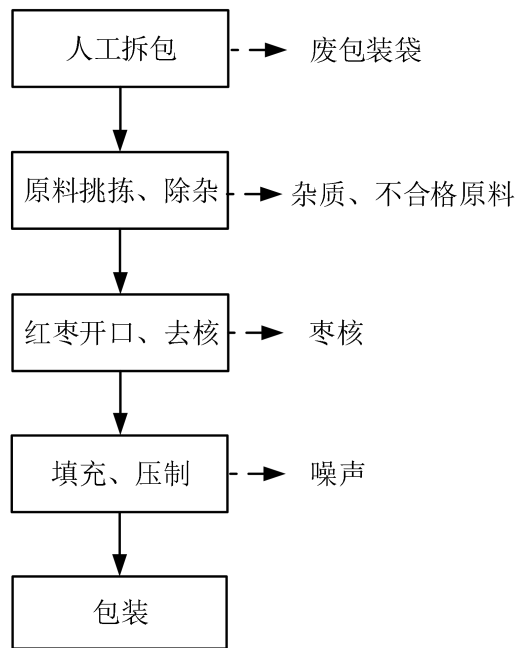 人工拆包
废包装袋
原料挑拣、除杂
杂质、不合格原料
红枣开口、去核
枣核
填充、压制
噪声
包装